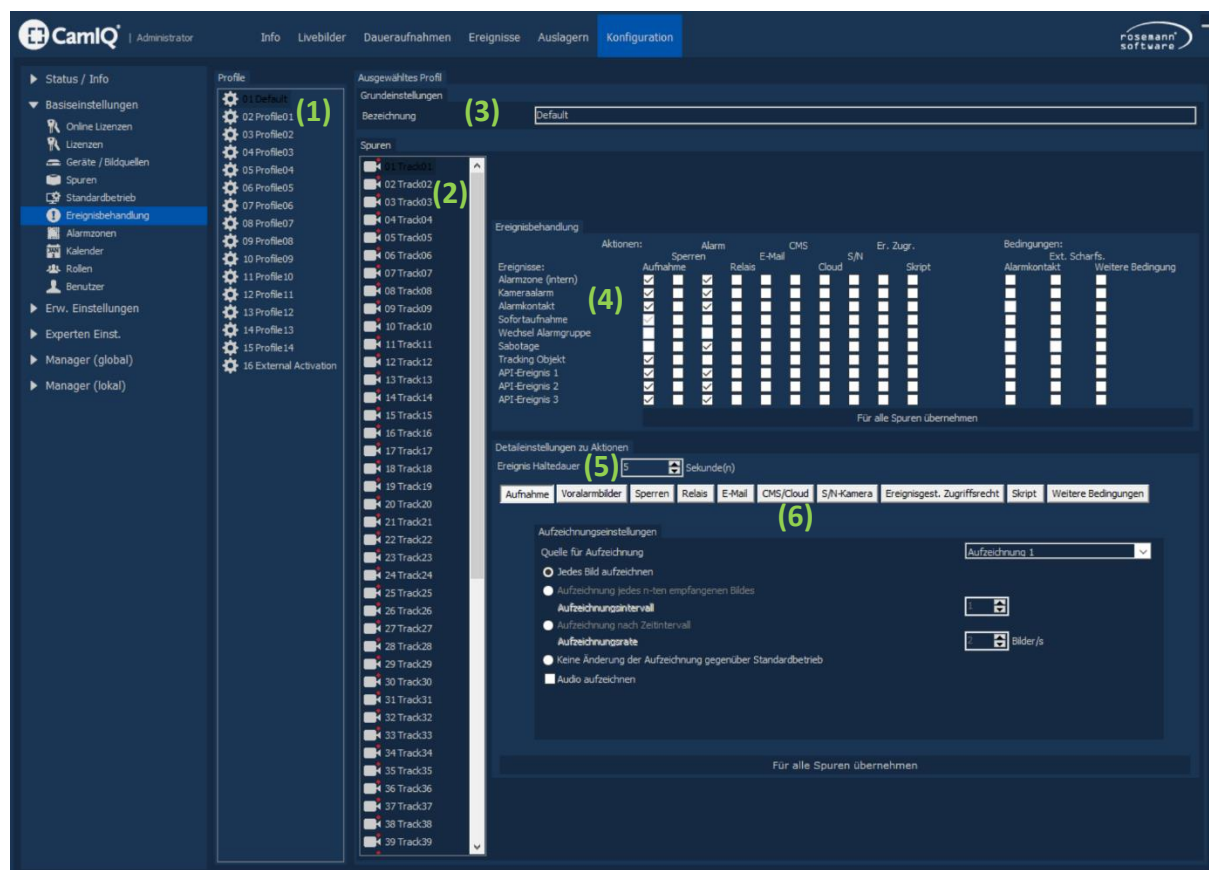 CamIQ | Administrator
Info Livebilder Daueraufnahmen Ereignisse Auslagern Konfiguration
rosemann software
Status / Info
Basiseinstellungen
Online Lizenzen
Lizenzen
Geräte / Bildquellen
Spuren
Standardbetrieb
Ereignisbehandlung
Alarmzonen
Kalender
Rollen
Benutzer
Erw. Einstellungen
Experten Einst.
Manager (global)
Manager (lokal)
Profile
01 Default
(1)
02 Profile01
03 Profile02
04 Profile03
05 Profile04
06 Profile05
07 Profile06
08 Profile07
09 Profile08
10 Profile09
11 Profile10
12 Profile11
13 Profile12
14 Profile13
15 Profile14
16 External Activation
Ausgewähltes Profil
Grundeinstellungen
Bezeichnung (3) Default
Spuren
01 Track01
02 Track02
(2)
03 Track03
04 Track04
05 Track05
06 Track06
07 Track07
08 Track08
09 Track09
10 Track10
11 Track11
12 Track12
13 Track13
14 Track14
15 Track15
16 Track16
17 Track17
18 Track18
19 Track19
20 Track20
21 Track21
22 Track22
23 Track23
24 Track24
25 Track25
26 Track26
27 Track27
28 Track28
29 Track29
30 Track30
31 Track31
32 Track32
33 Track33
34 Track34
35 Track35
36 Track36
37 Track37
38 Track38
39 Track39
Ereignisbehandlung
Aktionen: Alarm CMS Er. Zugr. Bedingungen:
Sperren E-Mail S/N Ext. Scharfs.
Ereignisse: Aufnahme Relais Cloud Skript Alarmkontakt Weitere Bedingung
Alarmzone (intern)
Kameraalarm
(4)
Alarmkontakt
Sofortaufnahme
Wechsel Alarmgruppe
Sabotage
Tracking Objekt
API-Ereignis 1
API-Ereignis 2
API-Ereignis 3
Für alle Spuren übernehmen
Detaileinstellungen zu Aktionen
Ereignis Haltedauer (5) 5 Sekunde(n)
Aufnahme Voralarmbilder Sperren Relais E-Mail CMS/Cloud S/N-Kamera Ereignisgest. Zugriffsrecht Skript Weitere Bedingungen
(6)
Aufzeichnungseinstellungen
Quelle für Aufzeichnung Aufzeichnung 1
Jedes Bild aufzeichnen
Aufzeichnung jedes n-ten empfangenen Bildes
Aufzeichnungsintervall 1
Aufzeichnung nach Zeitintervall
Aufzeichnungsrate 2 Bilder/s
Keine Änderung der Aufzeichnung gegenüber Standardbetrieb
Audio aufzeichnen
Für alle Spuren übernehmen